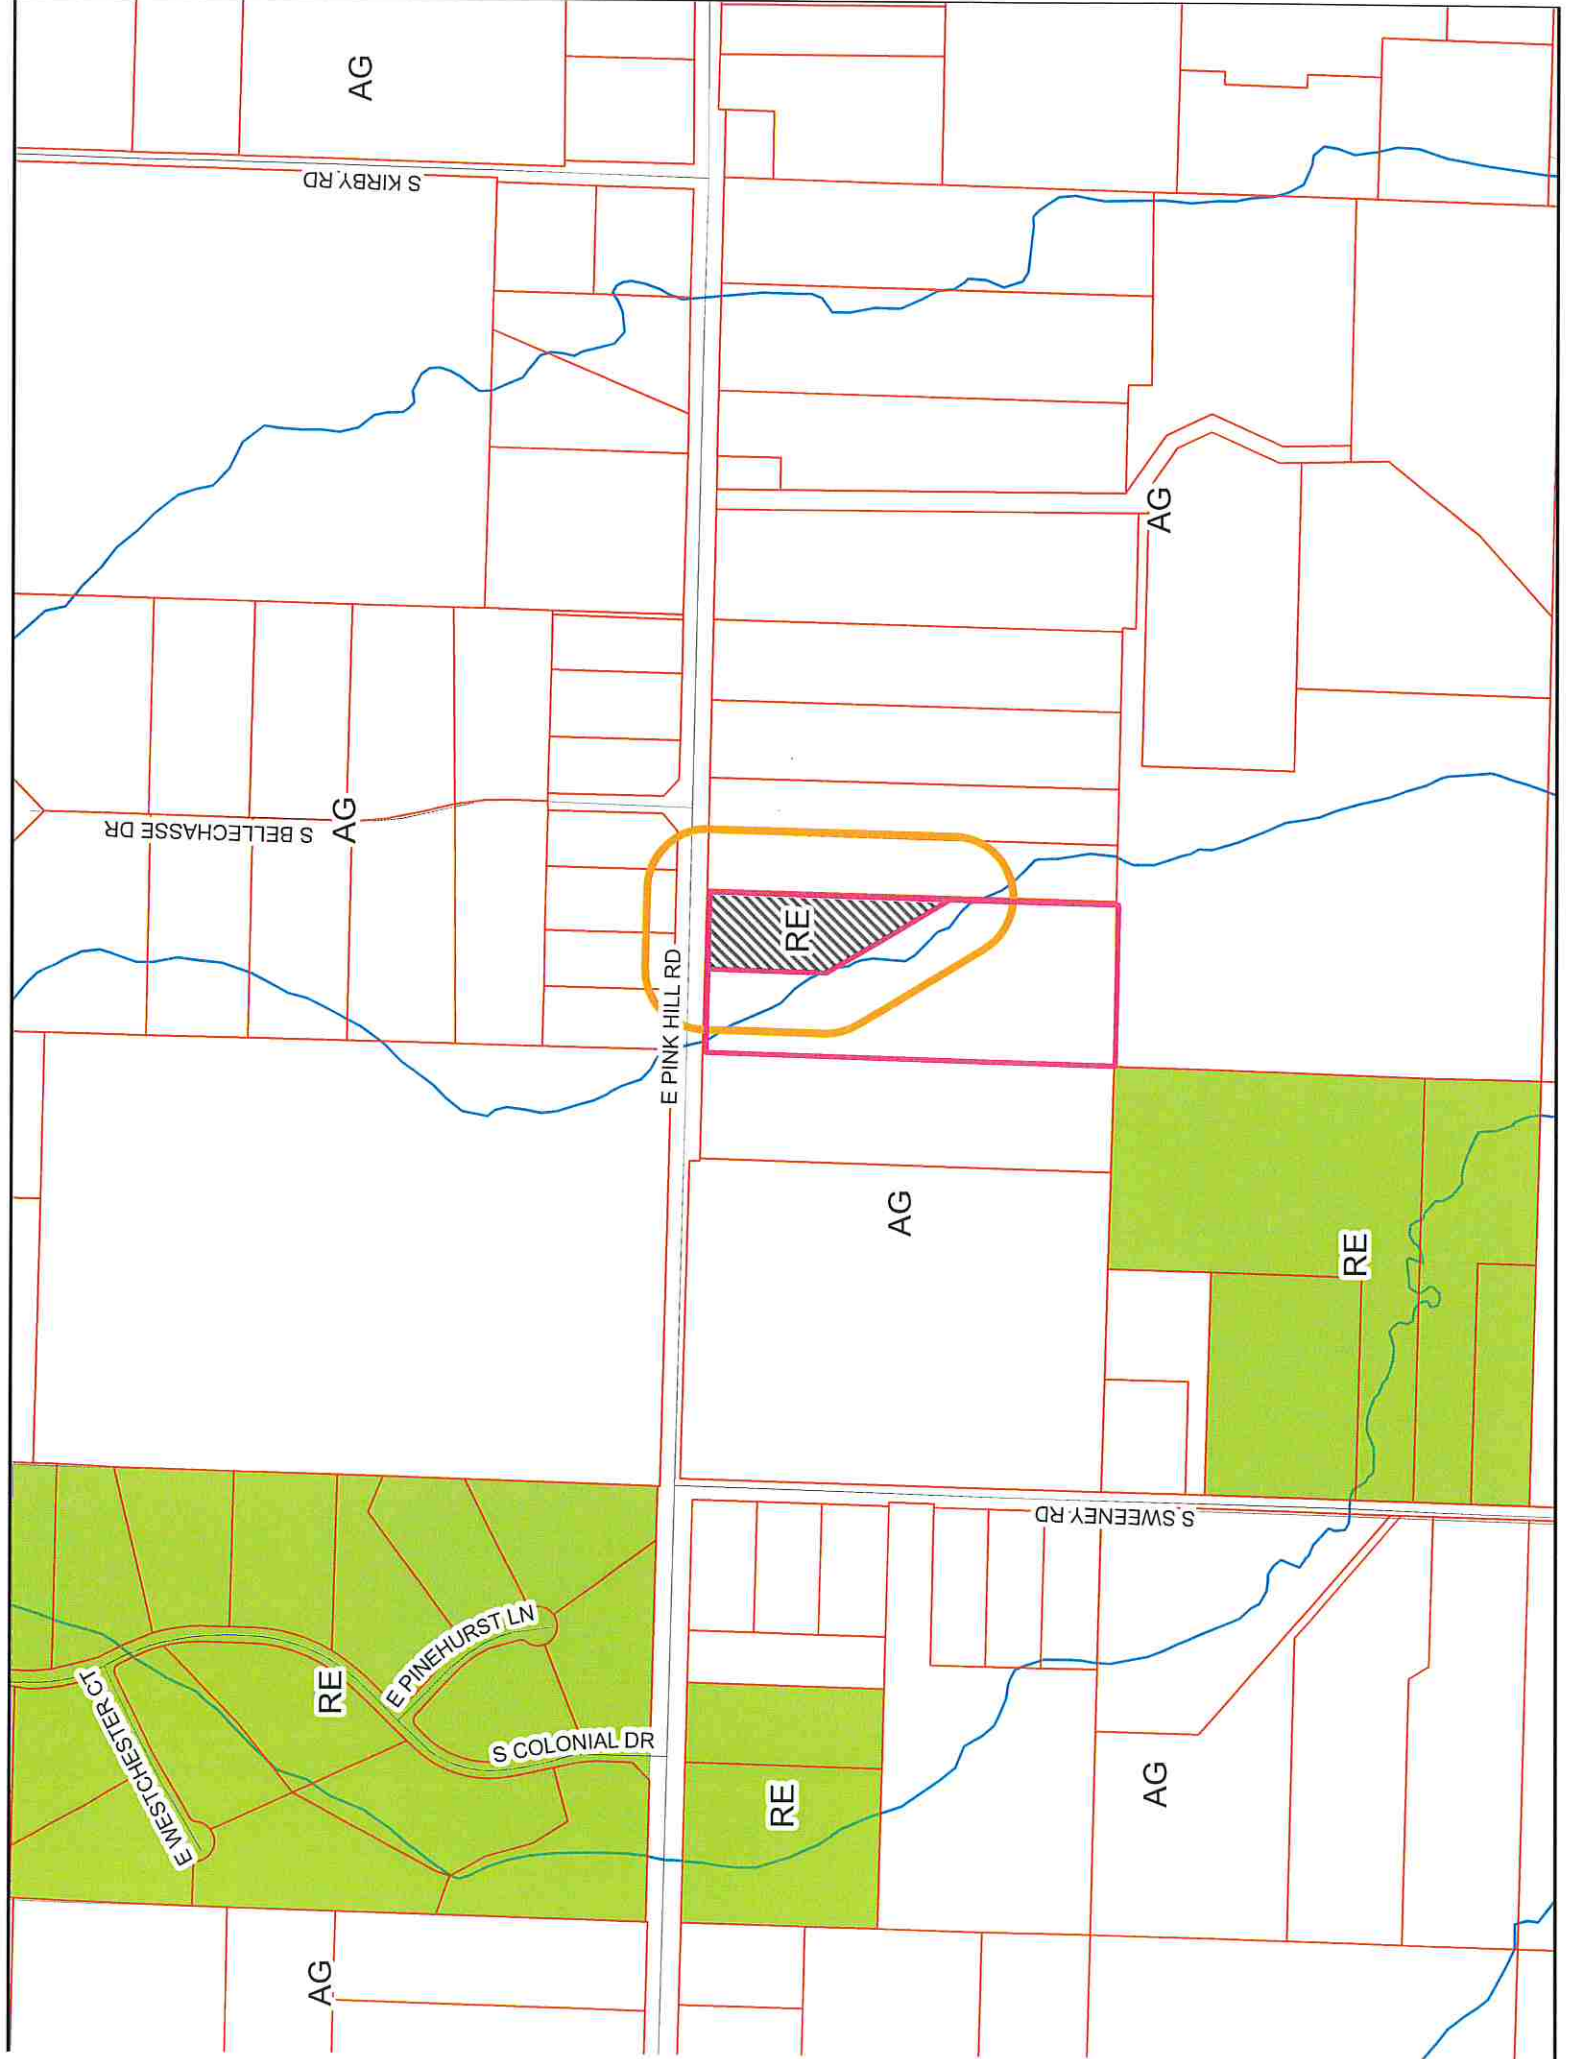 AG
S KIRBY RD
AG
S BELLECHASSE DR
AG
RE
E PINK HILL RD
AG
RE
S SWEENEY RD
E PINEHURST LN
E WESTCHESTER CT
RE
S COLONIAL DR
RE
AG
AG